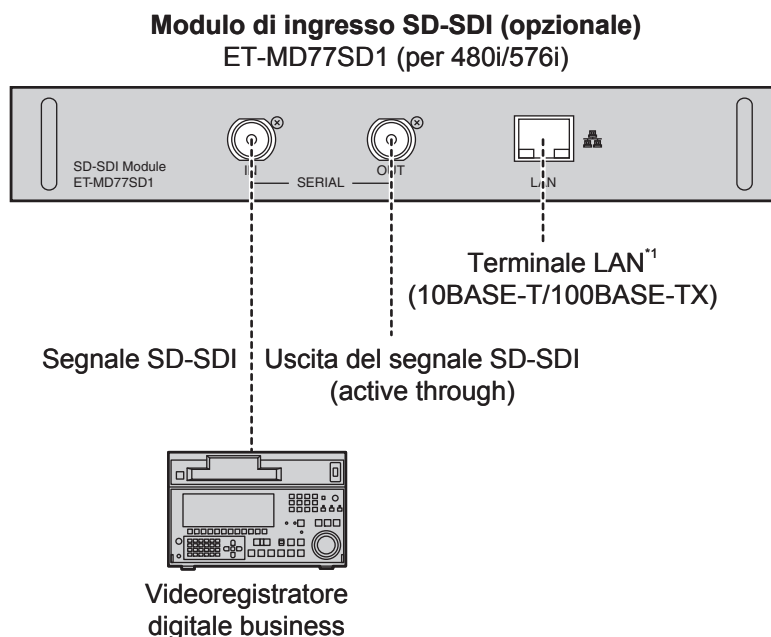 Modulo di ingresso SD-SDI (opzionale)
ET-MD77SD1 (per 480i/576i)
SD-SDI Module
ET-MD77SD1
IN
SERIAL
OUT
LAN
Terminale LAN*1
(10BASE-T/100BASE-TX)
Segnale SD-SDI
Uscita del segnale SD-SDI
(active through)
Videoregistratore
digitale business